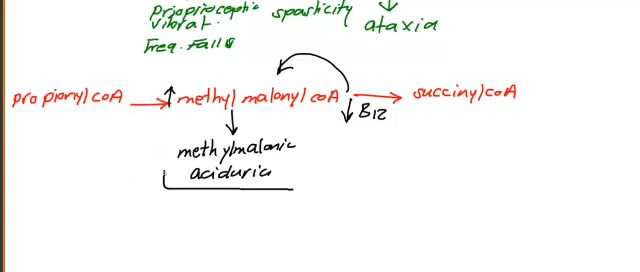 Proprioceptic spasticity ↓
Vibrat. ataxia
Freq. Falls
propionyl coA → ↑ methyl malonyl coA → succinyl coA
↓ B12
methylmalonic
aciduria